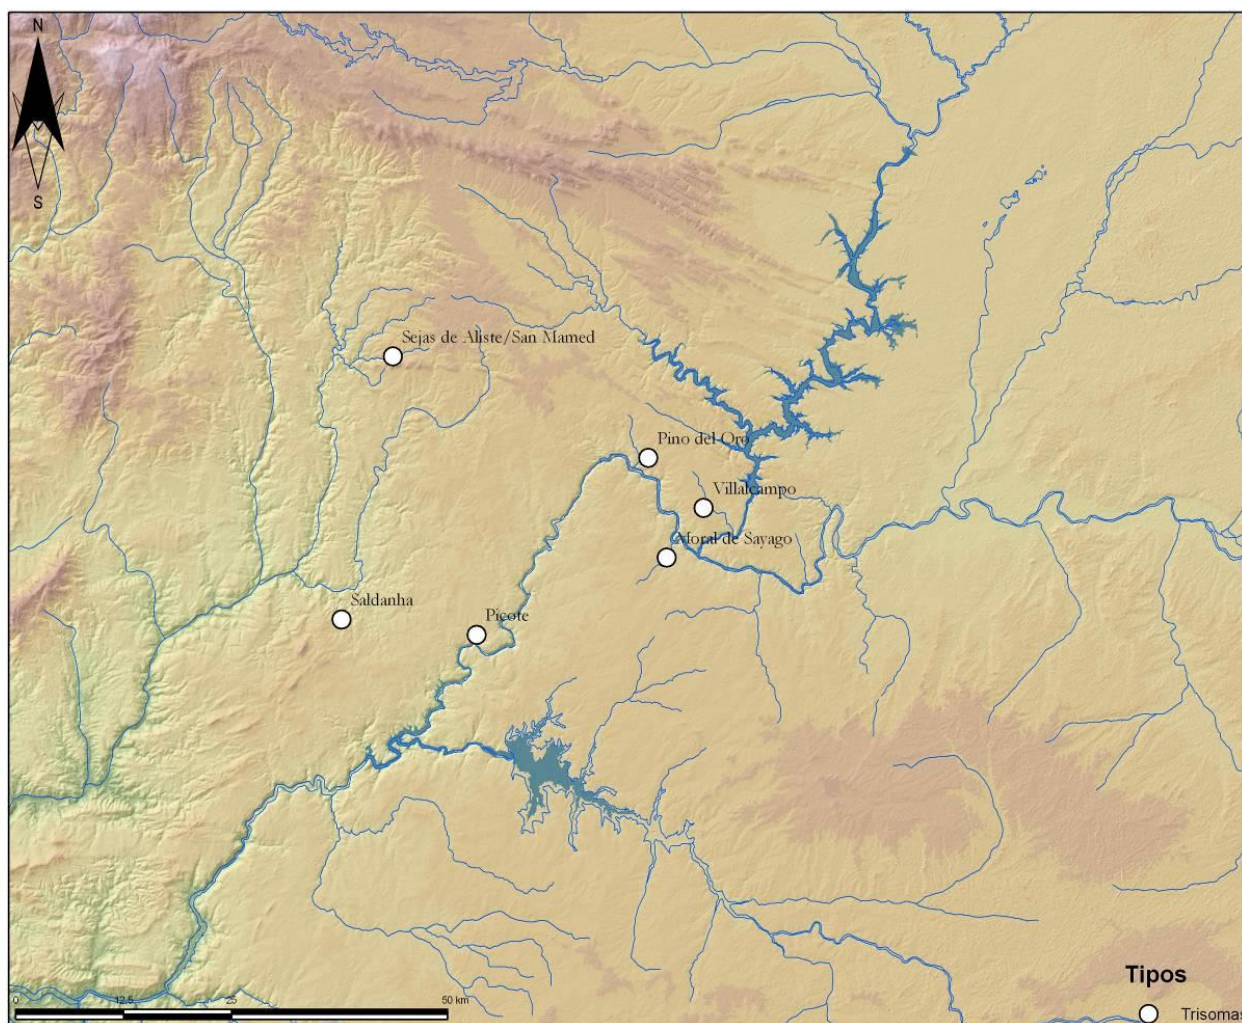 N
S
Sejas de Aliste/San Mamed
Pino del Oro
Villalcampo
Moral de Sayago
Saldanha
Picote
Tipos
Trisomas
0 12,5 25 50 km